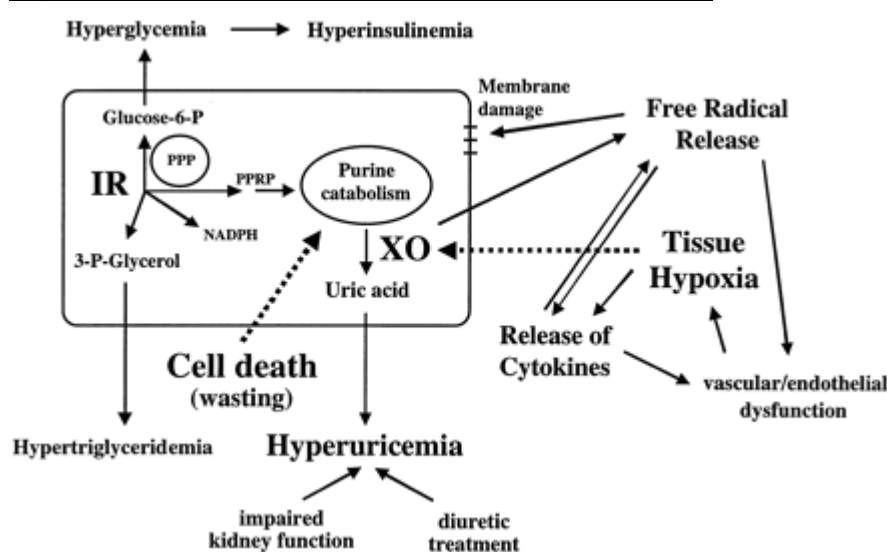 Hyperglycemia
Hyperinsulinemia
Glucose-6-P
PPP
IR
PPRP
NADPH
3-P-Glycerol
Purine
catabolism
XO
Uric acid
Membrane
damage
Free Radical
Release
Tissue
Hypoxia
Release of
Cytokines
vascular/endothelial
dysfunction
Cell death
(wasting)
Hypertriglyceridemia
Hyperuricemia
impaired
kidney function
diuretic
treatment